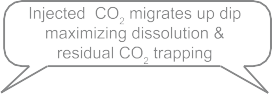 Injected CO₂ migrates up dip
maximizing dissolution &
residual CO₂ trapping